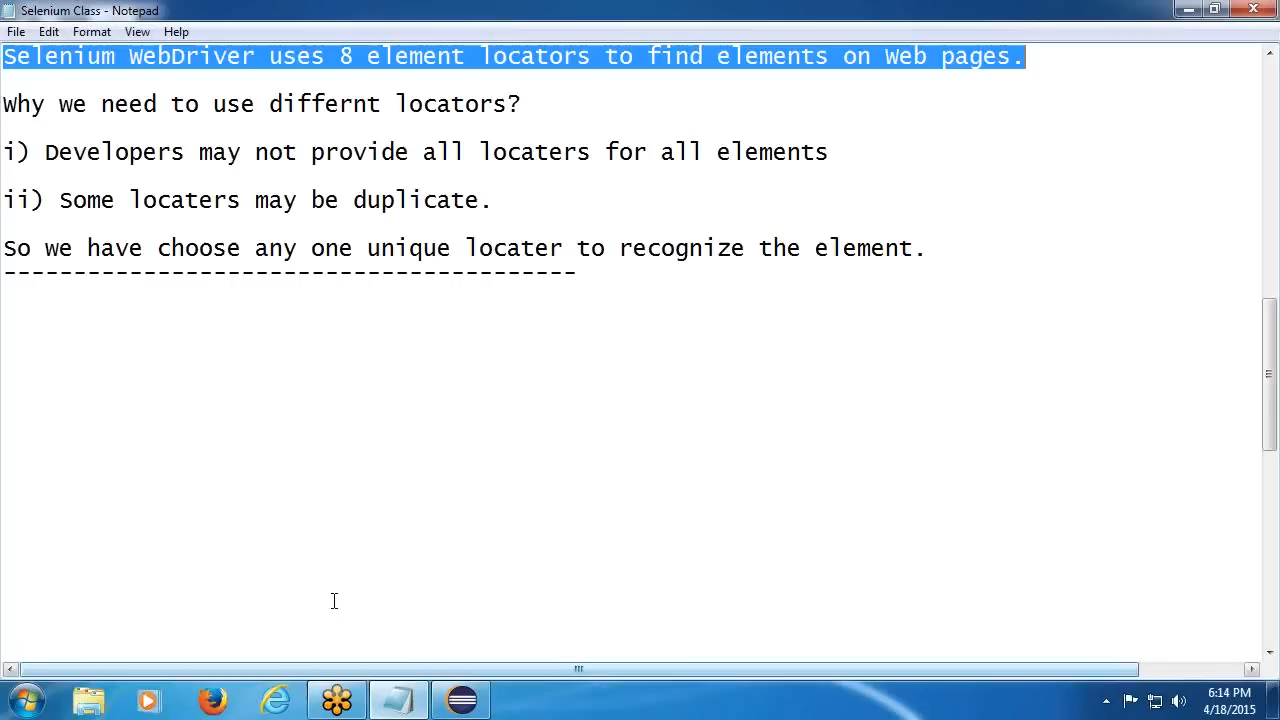 Selenium Class - Notepad
File Edit Format View Help
Selenium WebDriver uses 8 element locators to find elements on Web pages.
Why we need to use differnt locators?
i) Developers may not provide all locaters for all elements
ii) Some locaters may be duplicate.
So we have choose any one unique locater to recognize the element.
-----------------------------------------
6:14 PM
4/18/2015